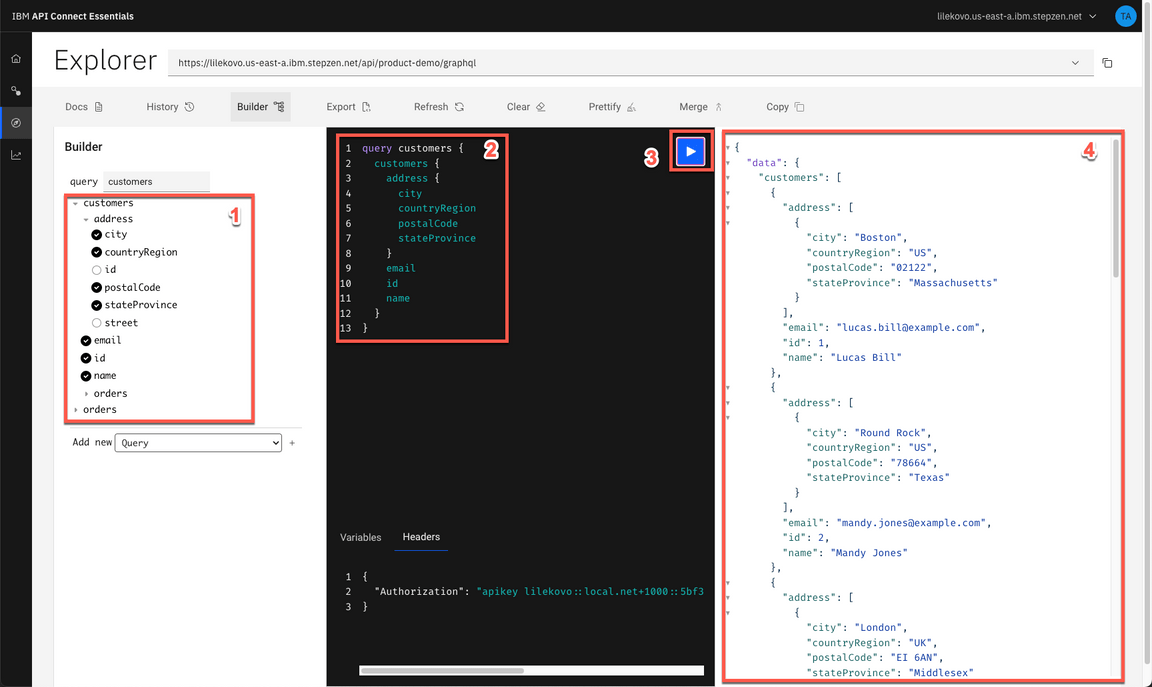 IBM API Connect Essentials
lilekovo.us-east-a.ibm.stepzen.net
TA
Explorer
https://lilekovo.us-east-a.ibm.stepzen.net/api/product-demo/graphql
Docs
History
Builder
Export
Refresh
Clear
Prettify
Merge
Copy
Builder
query customers
1
customers
address
city
countryRegion
id
postalCode
stateProvince
street
email
id
name
orders
orders
Add new Query +
2
1 query customers {
2 customers {
3 address {
4 city
5 countryRegion
6 postalCode
7 stateProvince
8 }
9 email
10 id
11 name
12 }
13 }
3
Variables
Headers
1 {
2 "Authorization": "apikey lilekovo::local.net+1000::5bf3
3 }
4
{
"data": {
"customers": [
{
"address": [
{
"city": "Boston",
"countryRegion": "US",
"postalCode": "02122",
"stateProvince": "Massachusetts"
}
],
"email": "lucas.bill@example.com",
"id": 1,
"name": "Lucas Bill"
},
{
"address": [
{
"city": "Round Rock",
"countryRegion": "US",
"postalCode": "78664",
"stateProvince": "Texas"
}
],
"email": "mandy.jones@example.com",
"id": 2,
"name": "Mandy Jones"
},
{
"address": [
{
"city": "London",
"countryRegion": "UK",
"postalCode": "EI 6AN",
"stateProvince": "Middlesex"